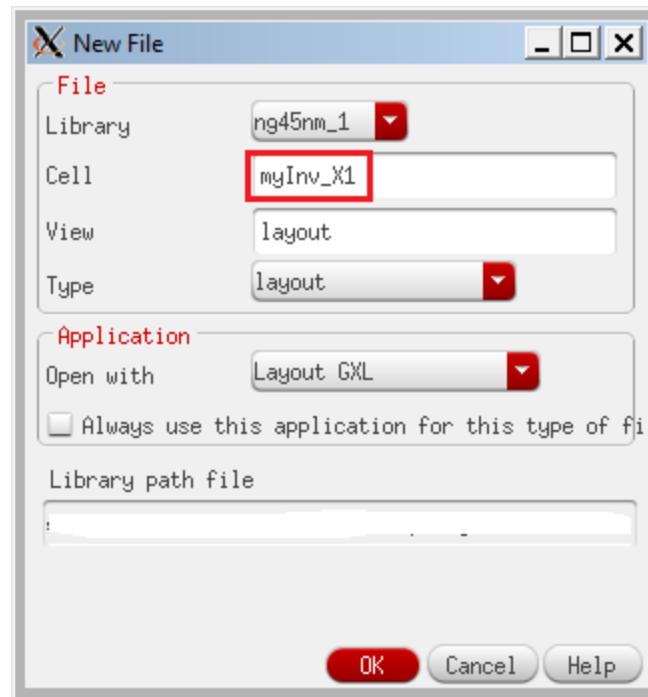 New File
File
Library ng45nm_1
Cell myInv_X1
View layout
Type layout
Application
Open with Layout GXL
Always use this application for this type of fi
Library path file
OK Cancel Help